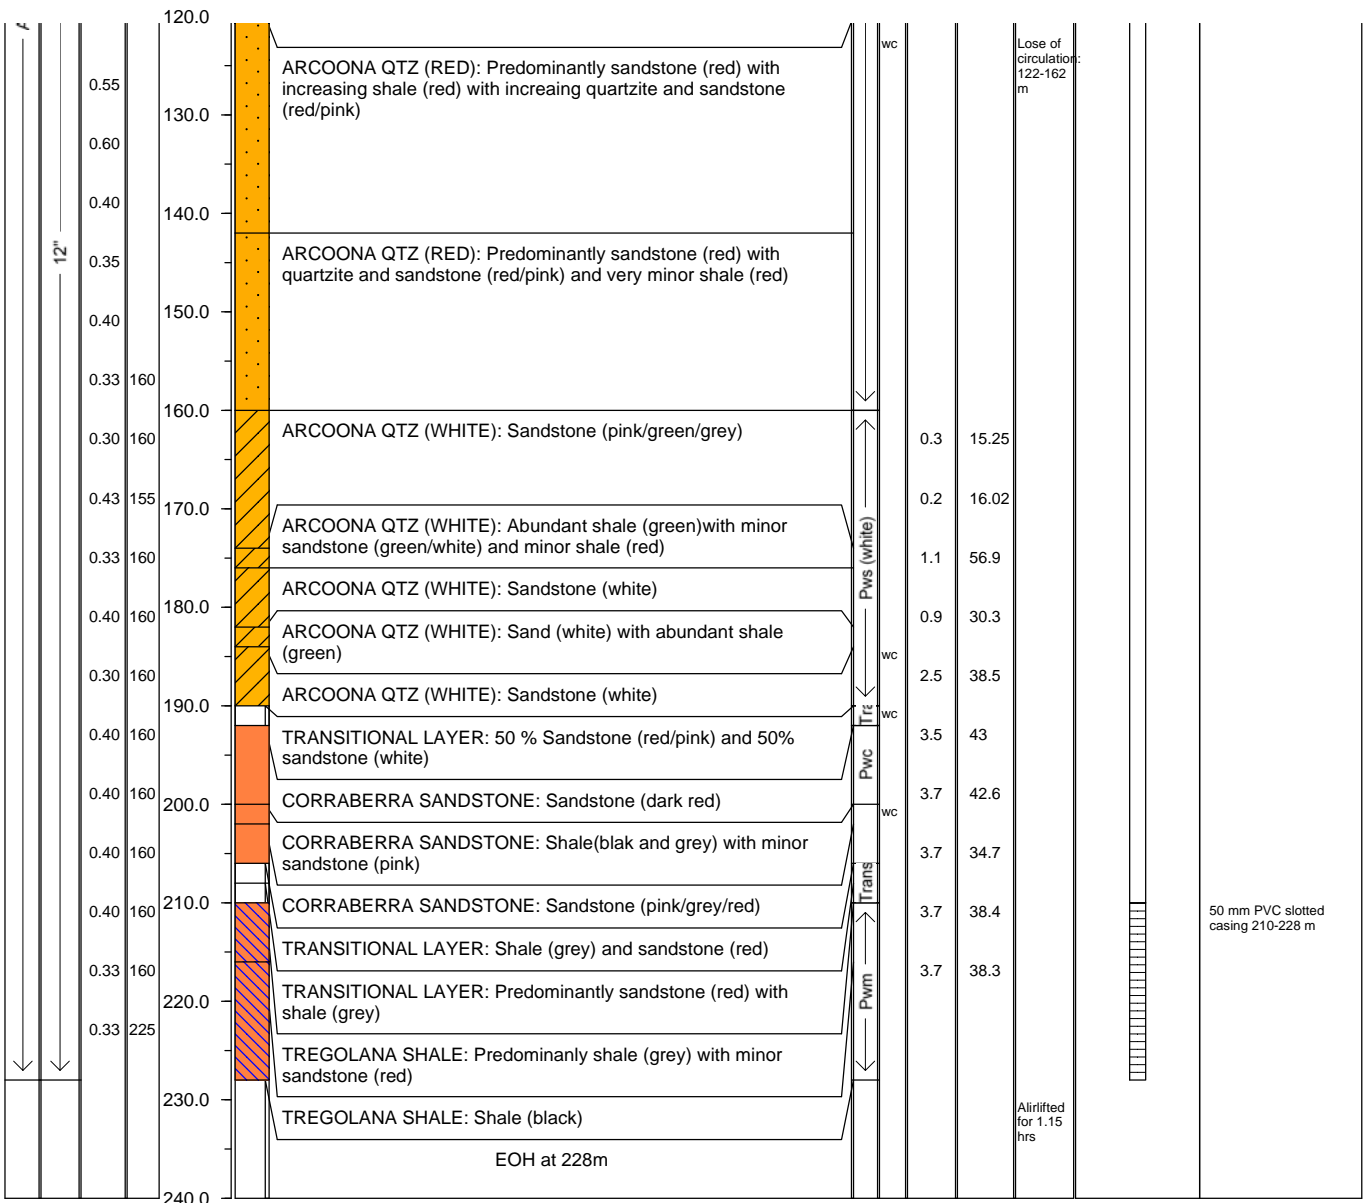 120.0
wc
Lose of
circulation:
122-162
m
ARCOONA QTZ (RED): Predominantly sandstone (red) with
increasing shale (red) with increaing quartzite and sandstone
(red/pink)
0.55
130.0
0.60
0.40
140.0
12"
0.35
ARCOONA QTZ (RED): Predominantly sandstone (red) with
quartzite and sandstone (red/pink) and very minor shale (red)
150.0
0.40
0.33 160
160.0
ARCOONA QTZ (WHITE): Sandstone (pink/green/grey)
0.30 160
0.3 15.25
0.43 155
170.0
0.2 16.02
ARCOONA QTZ (WHITE): Abundant shale (green)with minor
sandstone (green/white) and minor shale (red)
Pws (white)
0.33 160
1.1 56.9
ARCOONA QTZ (WHITE): Sandstone (white)
180.0
0.40 160
0.9 30.3
ARCOONA QTZ (WHITE): Sand (white) with abundant shale
(green)
wc
0.30 160
2.5 38.5
ARCOONA QTZ (WHITE): Sandstone (white)
190.0
Tra
wc
0.40 160
3.5 43
TRANSITIONAL LAYER: 50 % Sandstone (red/pink) and 50%
sandstone (white)
Pwc
0.40 160
3.7 42.6
200.0
CORRABERRA SANDSTONE: Sandstone (dark red)
wc
CORRABERRA SANDSTONE: Shale(blak and grey) with minor
sandstone (pink)
0.40 160
3.7 34.7
Trans
210.0
CORRABERRA SANDSTONE: Sandstone (pink/grey/red)
0.40 160
3.7 38.4
50 mm PVC slotted
casing 210-228 m
TRANSITIONAL LAYER: Shale (grey) and sandstone (red)
0.33 160
3.7 38.3
Pwm
TRANSITIONAL LAYER: Predominantly sandstone (red) with
shale (grey)
220.0
0.33 225
TREGOLANA SHALE: Predominanly shale (grey) with minor
sandstone (red)
230.0
TREGOLANA SHALE: Shale (black)
Alirlifted
for 1.15
hrs
EOH at 228m
240.0